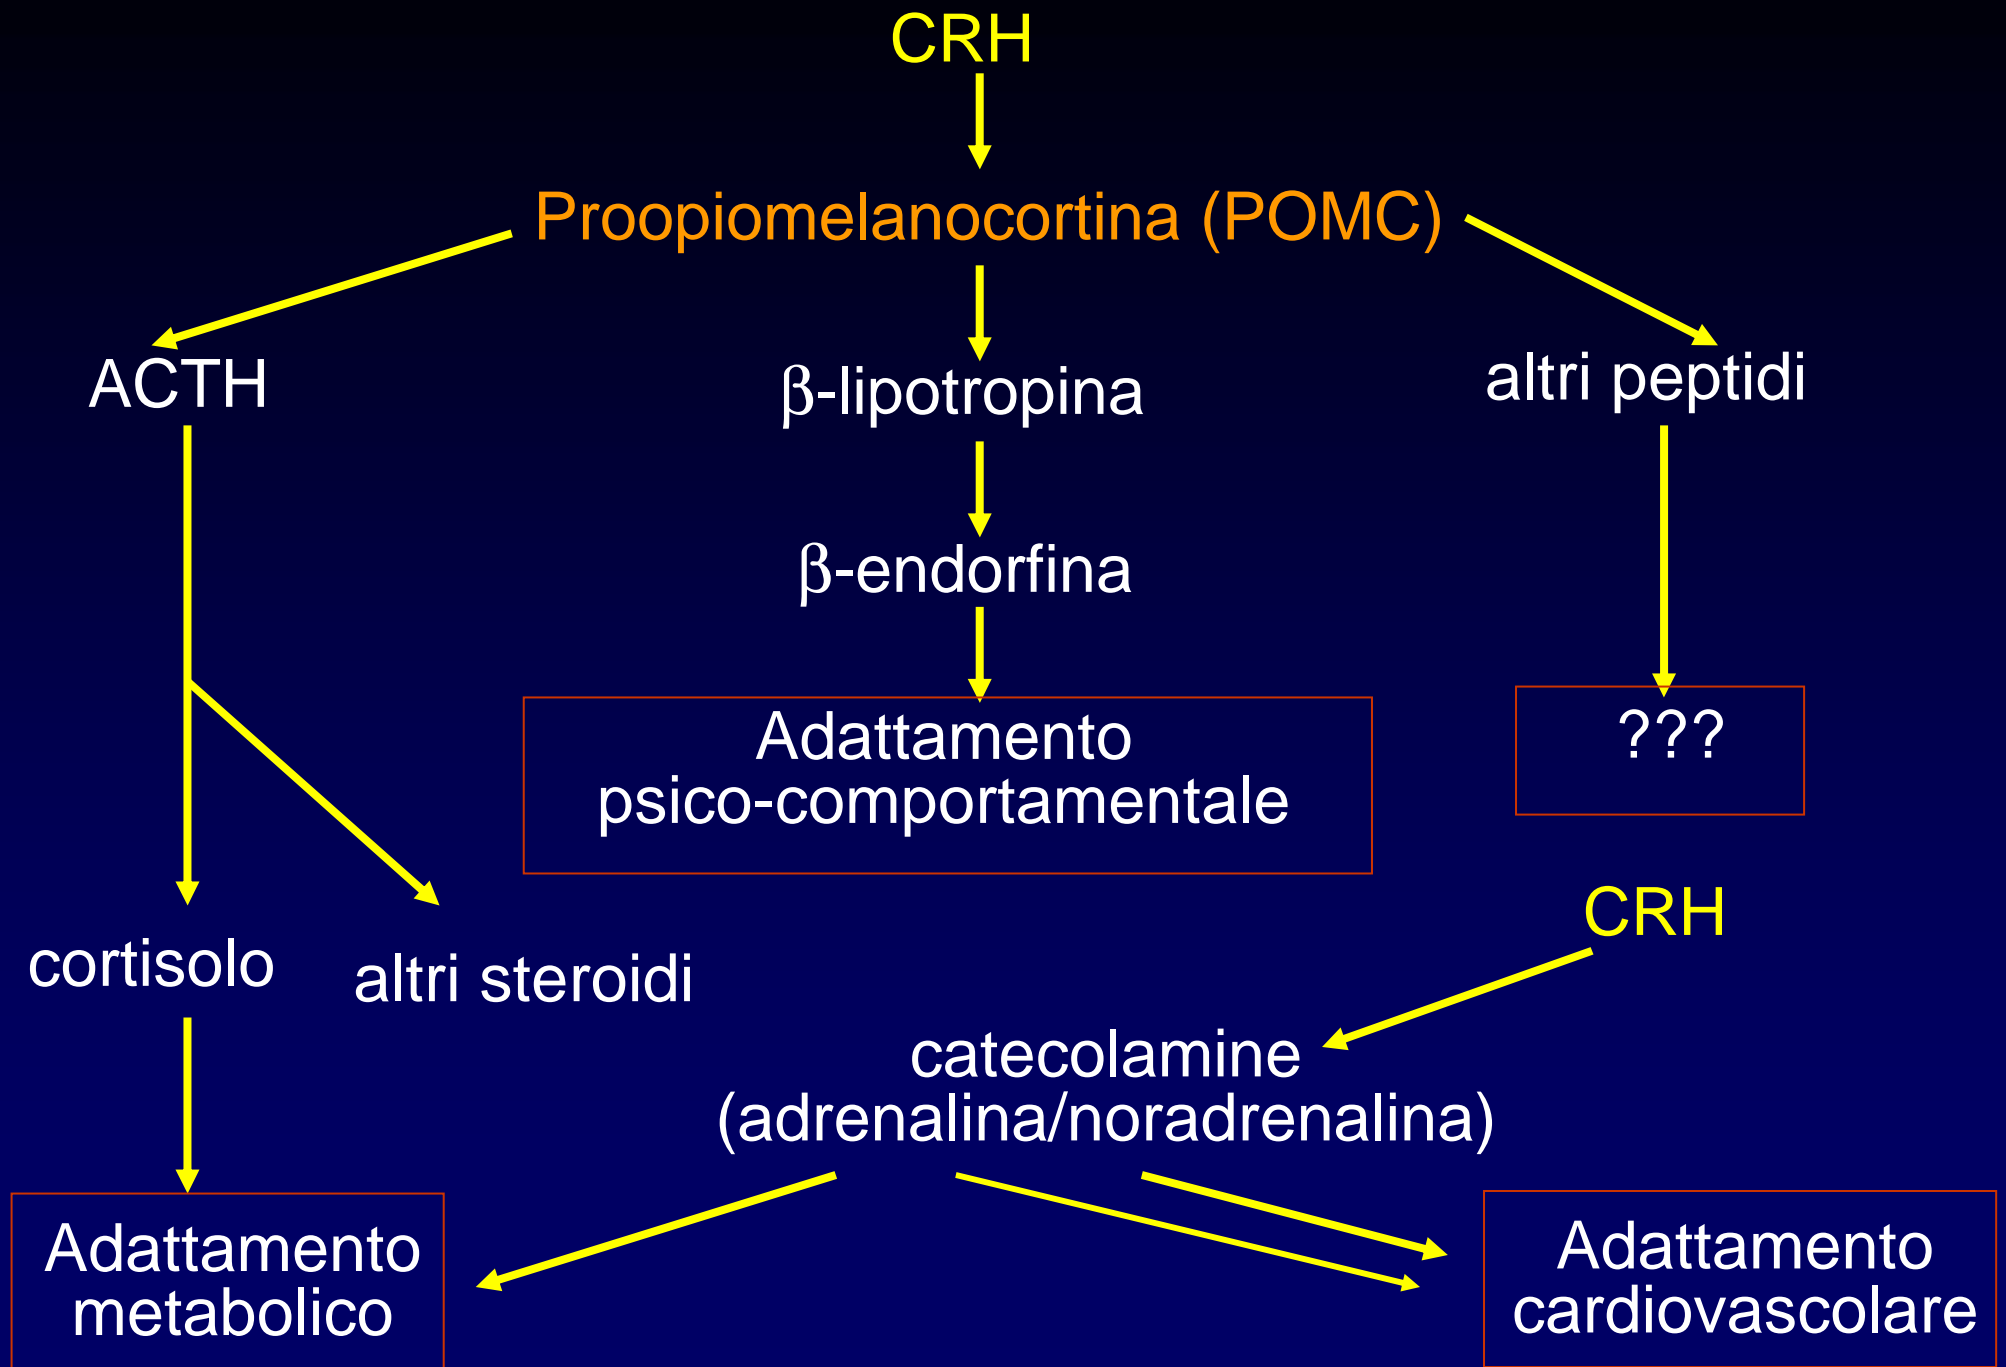 CRH
Proopiomelanocortina (POMC)
ACTH
β-lipotropina
altri peptidi
β-endorfina
Adattamento
psico-comportamentale
???
CRH
cortisolo
altri steroidi
catecolamine
(adrenalina/noradrenalina)
Adattamento
metabolico
Adattamento
cardiovascolare